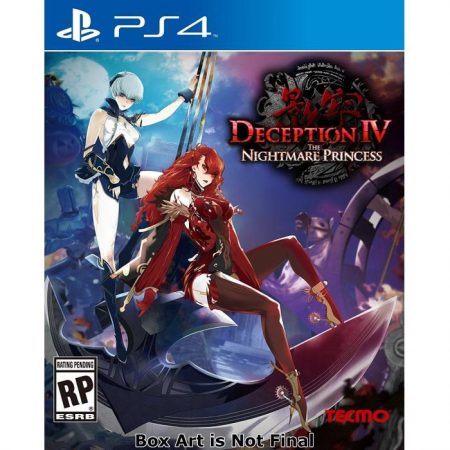 PS4
DECEPTION IV
THE
NIGHTMARE PRINCESS
RATING PENDING
RP
ESRB
TECMO
Box Art is Not Final